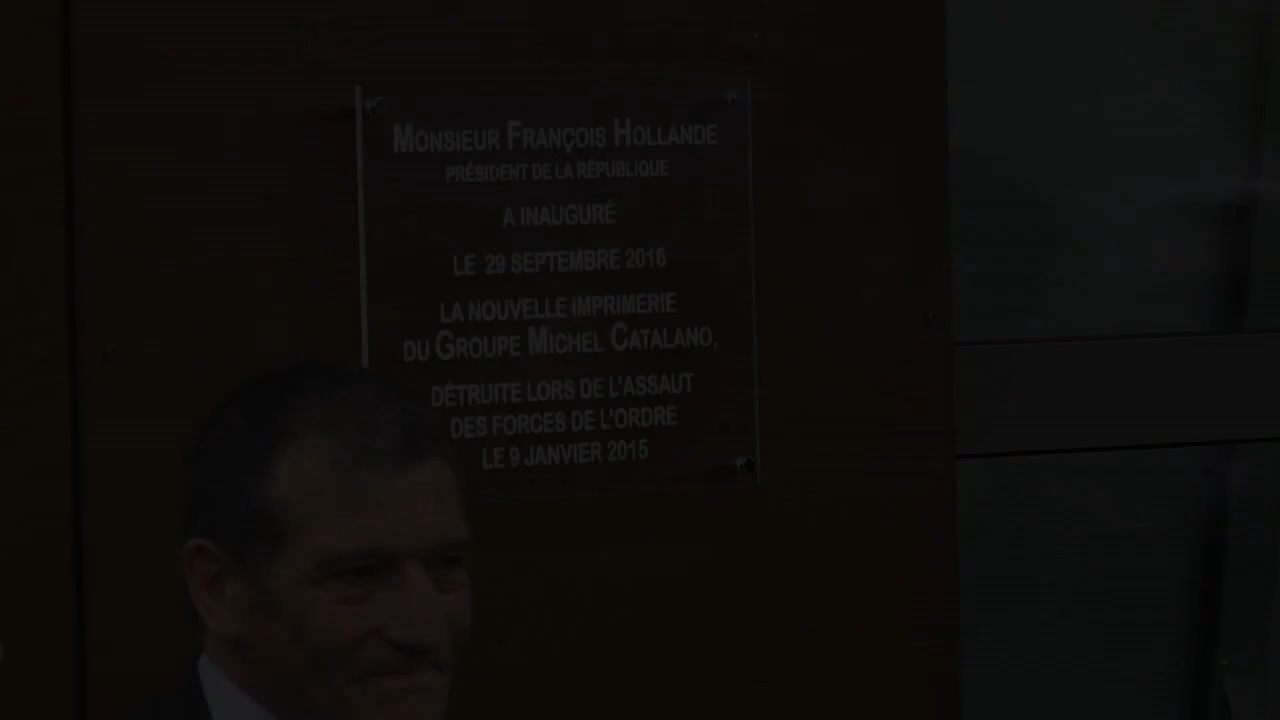 MONSIEUR FRANÇOIS HOLLANDE
PRÉSIDENT DE LA RÉPUBLIQUE
A INAUGURÉ
LE 29 SEPTEMBRE 2016
LA NOUVELLE IMPRIMERIE
DU GROUPE MICHEL CATALANO,
DÉTRUITE LORS DE L'ASSAUT
DES FORCES DE L'ORDRE
LE 9 JANVIER 2015